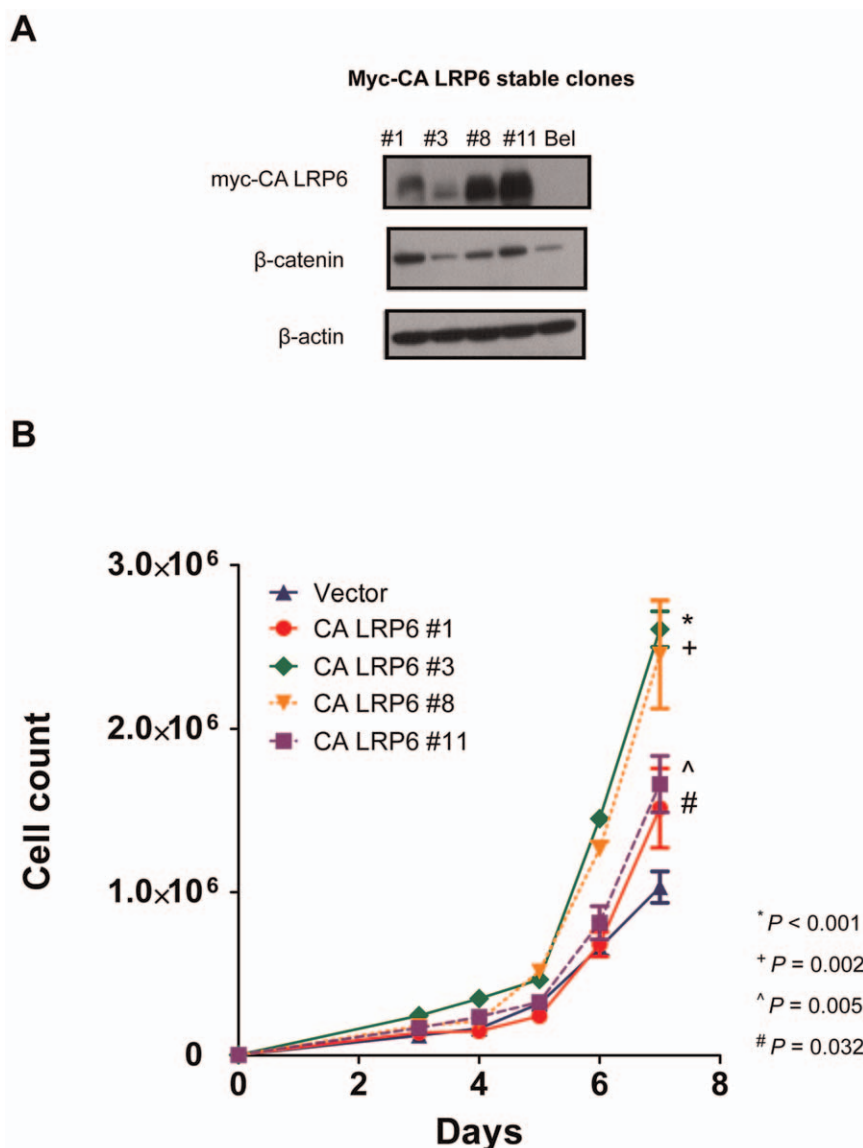 A
Myc-CA LRP6 stable clones
#1 #3 #8 #11 Bel
myc-CA LRP6
β-catenin
β-actin
B
3.0×10⁶
2.0×10⁶
1.0×10⁶
0
Cell count
Vector
CA LRP6 #1
CA LRP6 #3
CA LRP6 #8
CA LRP6 #11
*
+
^
#
* P < 0.001
+ P = 0.002
^ P = 0.005
# P = 0.032
0 2 4 6 8
Days